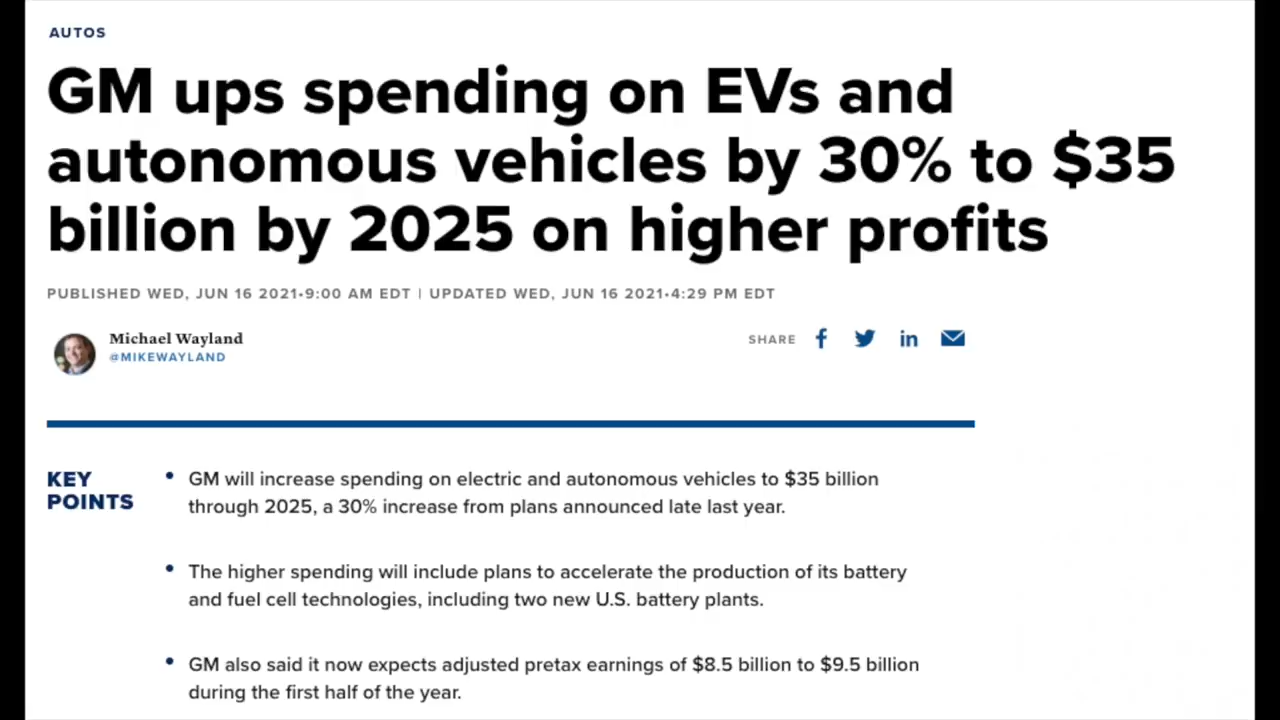 AUTOS
GM ups spending on EVs and
autonomous vehicles by 30% to $35
billion by 2025 on higher profits
PUBLISHED WED, JUN 16 2021•9:00 AM EDT | UPDATED WED, JUN 16 2021•4:29 PM EDT
Michael Wayland
@MIKEWAYLAND
SHARE
KEY
POINTS
• GM will increase spending on electric and autonomous vehicles to $35 billion
through 2025, a 30% increase from plans announced late last year.
• The higher spending will include plans to accelerate the production of its battery
and fuel cell technologies, including two new U.S. battery plants.
• GM also said it now expects adjusted pretax earnings of $8.5 billion to $9.5 billion
during the first half of the year.